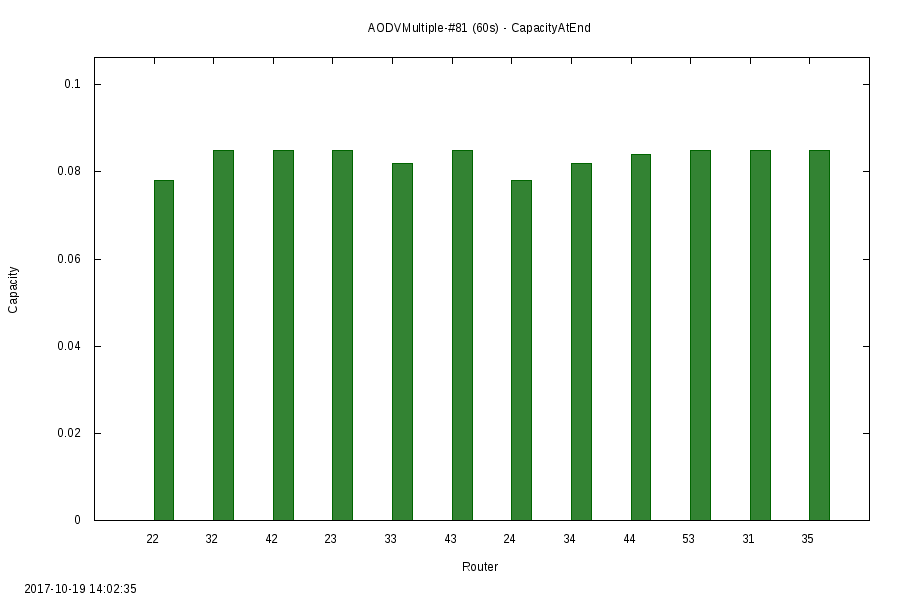 AODVMultiple-#81 (60s) - CapacityAtEnd
0.1
0.08
0.06
0.04
0.02
0
Capacity
22 32 42 23 33 43 24 34 44 53 31 35
Router
2017-10-19 14:02:35